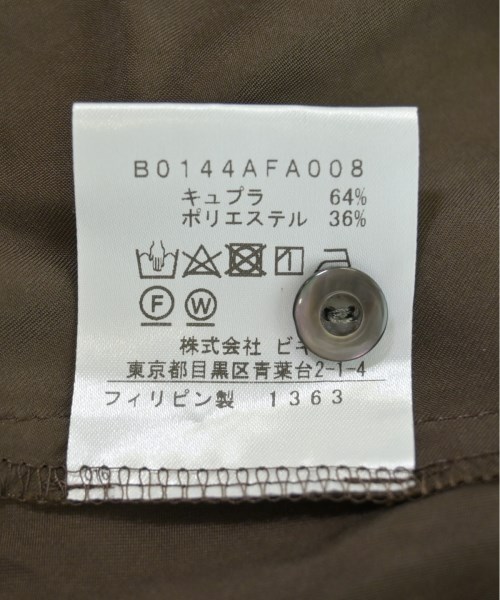 B0144AFA008
キュプラ 64%
ポリエステル 36%
F W
株式会社 ビギ
東京都目黒区青葉台2-1-4
フィリピン製 1363